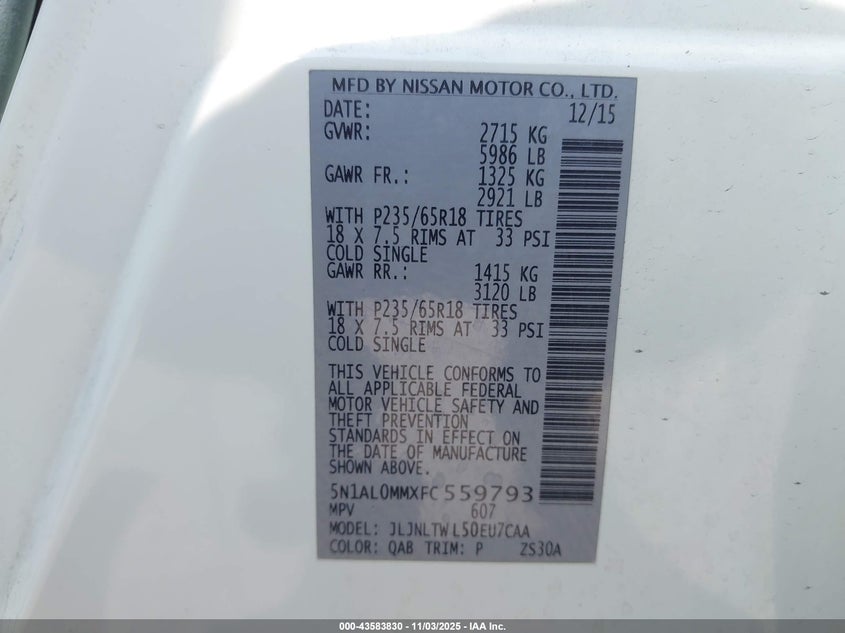 MFD BY NISSAN MOTOR CO., LTD.
DATE: 12/15
GVWR: 2715 KG
5986 LB
GAWR FR.: 1325 KG
2921 LB
WITH P235/65R18 TIRES
18 X 7.5 RIMS AT 33 PSI
COLD SINGLE
GAWR RR.: 1415 KG
3120 LB
WITH P235/65R18 TIRES
18 X 7.5 RIMS AT 33 PSI
COLD SINGLE
THIS VEHICLE CONFORMS TO
ALL APPLICABLE FEDERAL
MOTOR VEHICLE SAFETY AND
THEFT PREVENTION
STANDARDS IN EFFECT ON
THE DATE OF MANUFACTURE
SHOWN ABOVE.
5N1AL0MMXFC559793
MPV 607
MODEL: JLJNLTWL50EU7CAA
COLOR: QAB TRIM: P ZS30A
000-43583830 - 11/03/2025 - IAA Inc.